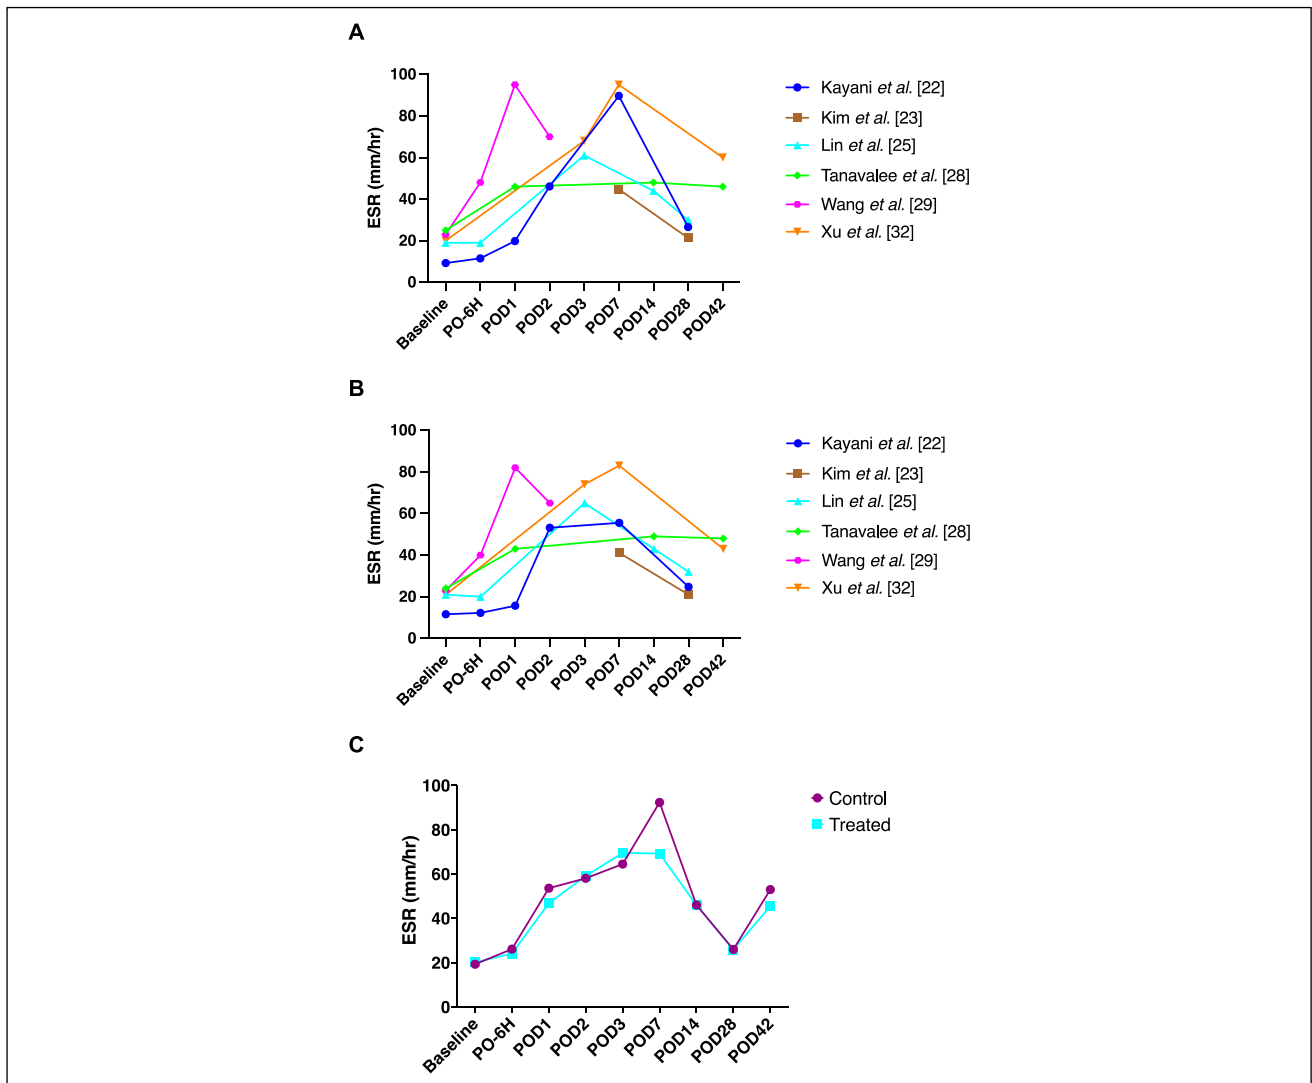 A
ESR (mm/hr)
100
80
60
40
20
0
Baseline
PO-6H
POD1
POD2
POD3
POD7
POD14
POD28
POD42
Kayani et al. [22]
Kim et al. [23]
Lin et al. [25]
Tanavalee et al. [28]
Wang et al. [29]
Xu et al. [32]
B
ESR (mm/hr)
100
80
60
40
20
0
Baseline
PO-6H
POD1
POD2
POD3
POD7
POD14
POD28
POD42
Kayani et al. [22]
Kim et al. [23]
Lin et al. [25]
Tanavalee et al. [28]
Wang et al. [29]
Xu et al. [32]
C
ESR (mm/hr)
100
80
60
40
20
0
Baseline
PO-6H
POD1
POD2
POD3
POD7
POD14
POD28
POD42
Control
Treated